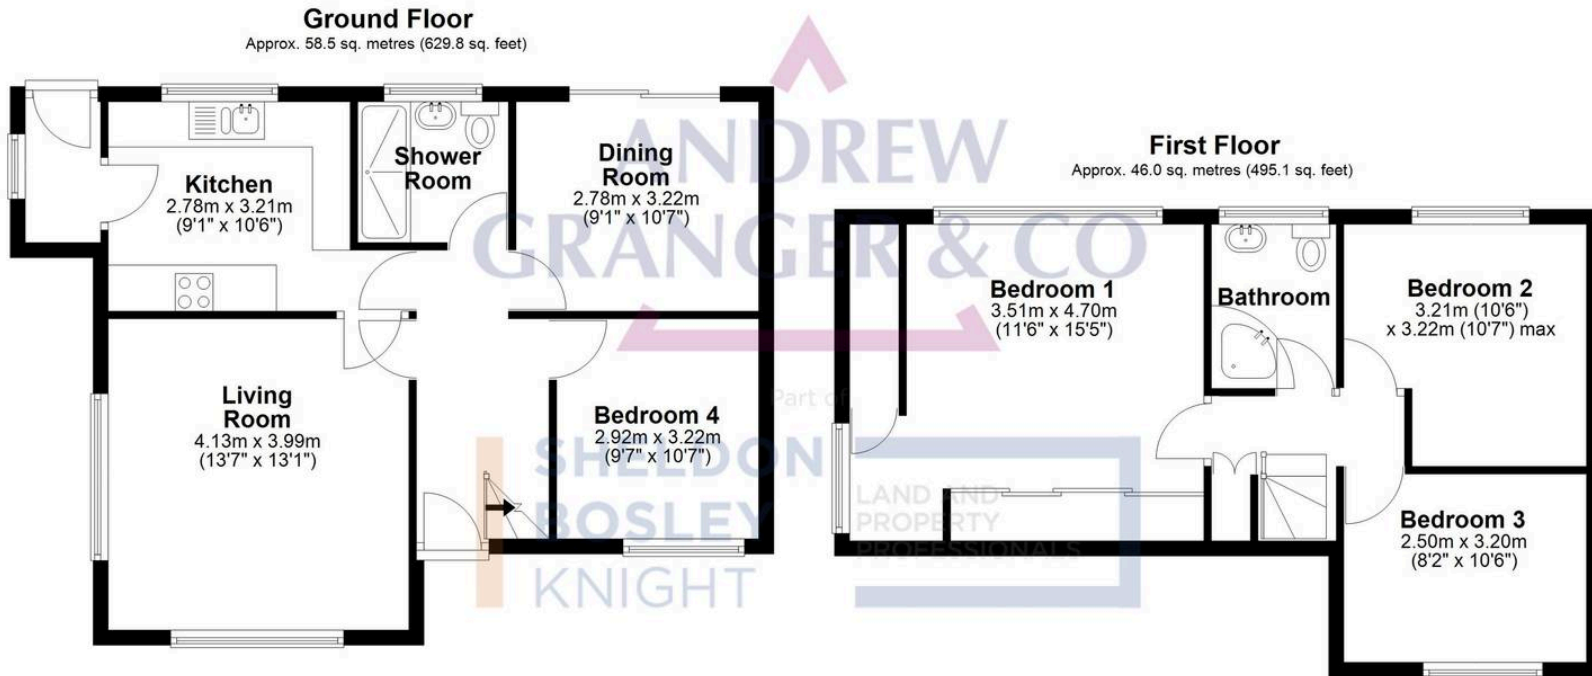 Ground Floor
Approx. 58.5 sq. metres (629.8 sq. feet)
Kitchen
2.78m x 3.21m
(9'1" x 10'6")
Shower
Room
Dining
Room
2.78m x 3.22m
(9'1" x 10'7")
Living
Room
4.13m x 3.99m
(13'7" x 13'1")
Bedroom 4
2.92m x 3.22m
(9'7" x 10'7")
First Floor
Approx. 46.0 sq. metres (495.1 sq. feet)
Bedroom 1
3.51m x 4.70m
(11'6" x 15'5")
Bathroom
Bedroom 2
3.21m (10'6")
x 3.22m (10'7") max
Bedroom 3
2.50m x 3.20m
(8'2" x 10'6")
ANDREW
GRANGER & CO
Part of
SHELDON
BOSLEY
KNIGHT
LAND AND
PROPERTY
PROFESSIONALS